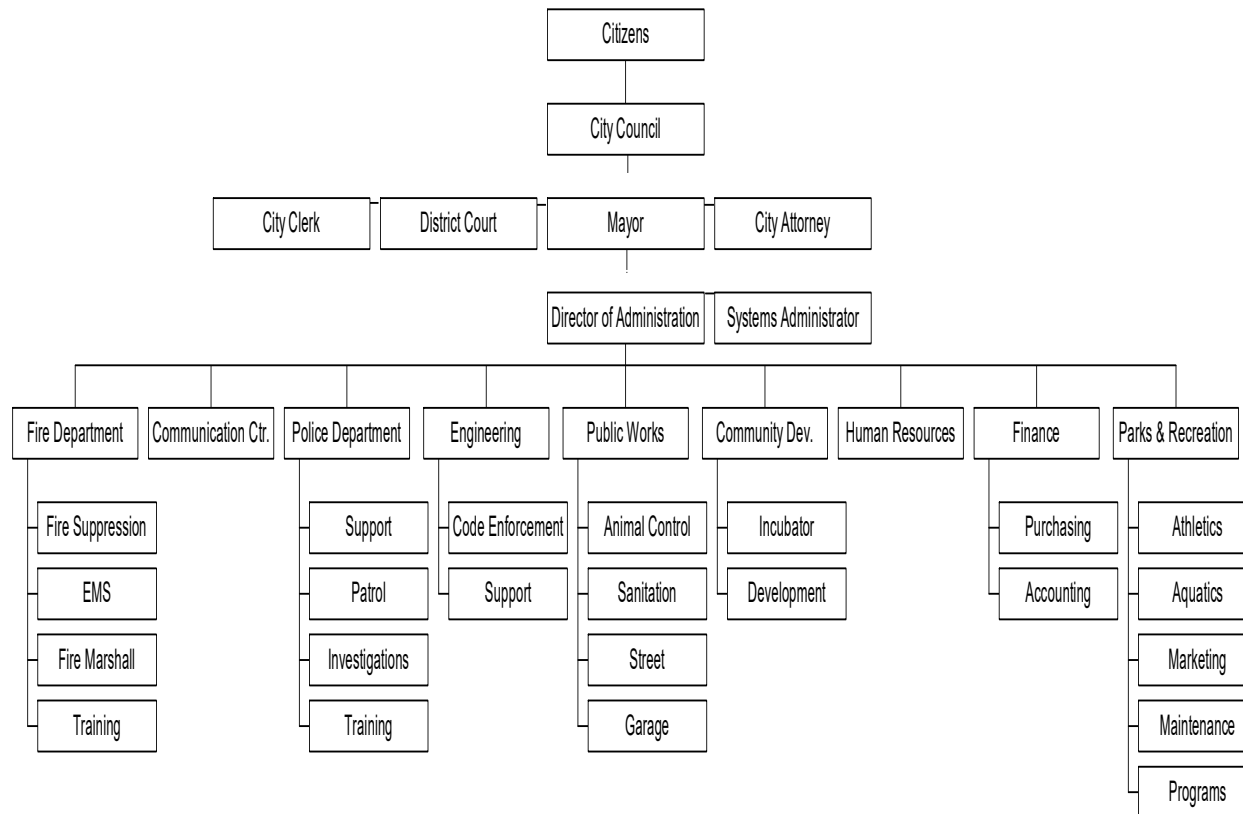 Citizens
City Council
City Clerk
District Court
Mayor
City Attorney
Director of Administration
Systems Administrator
Fire Department
Communication Ctr.
Police Department
Engineering
Public Works
Community Dev.
Human Resources
Finance
Parks & Recreation
Fire Suppression
Support
Code Enforcement
Animal Control
Incubator
Purchasing
Athletics
EMS
Patrol
Support
Sanitation
Development
Accounting
Aquatics
Fire Marshall
Investigations
Street
Marketing
Training
Training
Garage
Maintenance
Programs